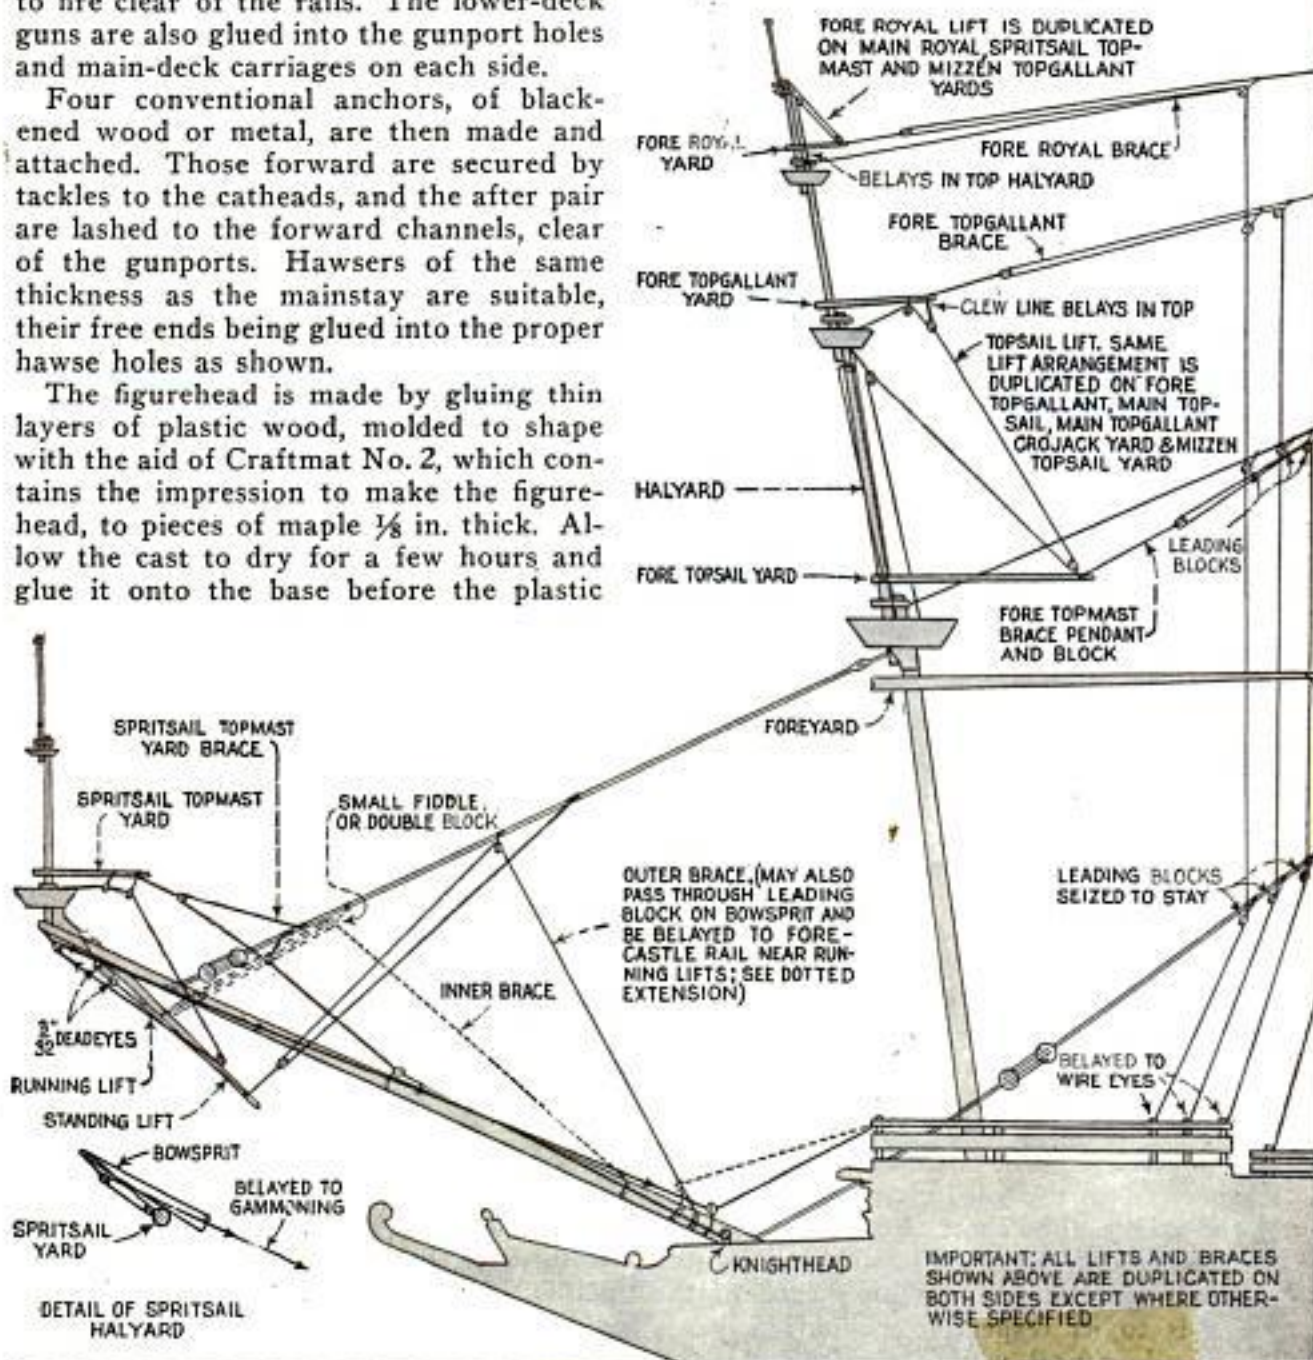 to fire clear of the rails. The lower-deck
guns are also glued into the gunport holes
and main-deck carriages on each side.
Four conventional anchors, of black-
ened wood or metal, are then made and
attached. Those forward are secured by
tackles to the catheads, and the after pair
are lashed to the forward channels, clear
of the gunports. Hawsers of the same
thickness as the mainstay are suitable,
their free ends being glued into the proper
hawse holes as shown.
The figurehead is made by gluing thin
layers of plastic wood, molded to shape
with the aid of Craftmat No. 2, which con-
tains the impression to make the figure-
head, to pieces of maple ⅛ in. thick. Al-
low the cast to dry for a few hours and
glue it onto the base before the plastic
FORE ROYAL LIFT IS DUPLICATED
ON MAIN ROYAL, SPRITSAIL TOP-
MAST AND MIZZEN TOPGALLANT
YARDS
FORE ROYAL
YARD
FORE ROYAL BRACE
BELAYS IN TOP HALYARD
FORE TOPGALLANT
BRACE
FORE TOPGALLANT
YARD
CLEW LINE BELAYS IN TOP
TOPSAIL LIFT. SAME
LIFT ARRANGEMENT IS
DUPLICATED ON FORE
TOPGALLANT, MAIN TOP-
SAIL, MAIN TOPGALLANT
CROJACK YARD & MIZZEN
TOPSAIL YARD
HALYARD
LEADING
BLOCKS
FORE TOPSAIL YARD
FORE TOPMAST
BRACE PENDANT
AND BLOCK
FOREYARD
SPRITSAIL TOPMAST
YARD BRACE
SPRITSAIL TOPMAST
YARD
SMALL FIDDLE
OR DOUBLE BLOCK
OUTER BRACE, (MAY ALSO
PASS THROUGH LEADING
BLOCK ON BOWSPRIT AND
BE BELAYED TO FORE-
CASTLE RAIL NEAR RUN-
NING LIFTS; SEE DOTTED
EXTENSION)
LEADING BLOCKS
SEIZED TO STAY
INNER BRACE
3/32" DEADEYES
RUNNING LIFT
STANDING LIFT
BELAYED TO
WIRE EYES
BOWSPRIT
BELAYED TO
GAMMONING
SPRITSAIL
YARD
KNIGHTHEAD
DETAIL OF SPRITSAIL
HALYARD
IMPORTANT: ALL LIFTS AND BRACES
SHOWN ABOVE ARE DUPLICATED ON
BOTH SIDES EXCEPT WHERE OTHER-
WISE SPECIFIED